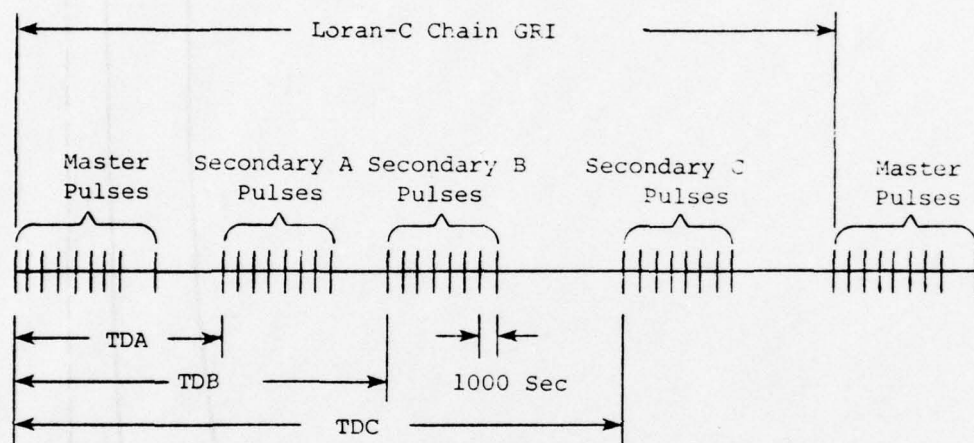 Loran-C Chain GRI
Master Pulses
Secondary A Pulses
Secondary B Pulses
Secondary C Pulses
Master Pulses
TDA
TDB
1000 Sec
TDC